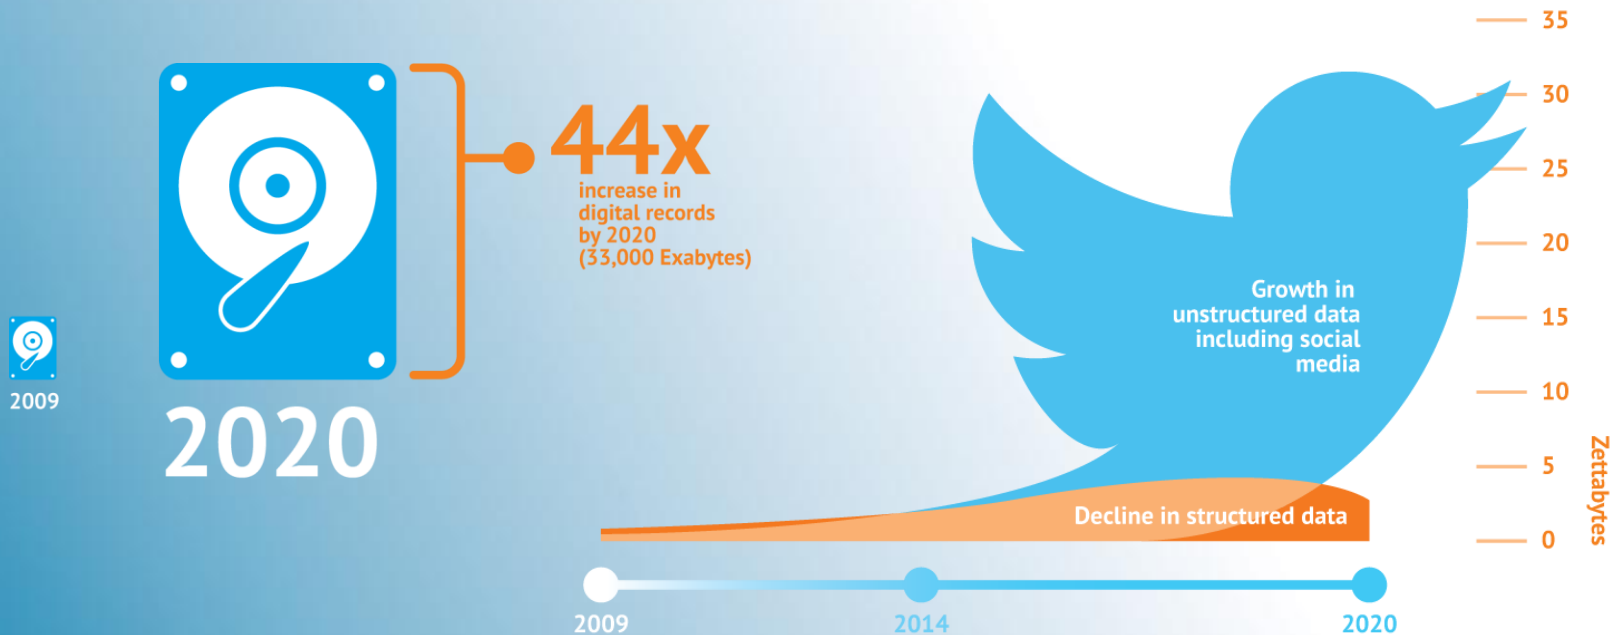 2009
2020
44x
increase in
digital records
by 2020
(33,000 Exabytes)
Growth in
unstructured data
including social
media
Decline in structured data
2009
2014
2020
35
30
25
20
15
10
5
0
Zettabytes